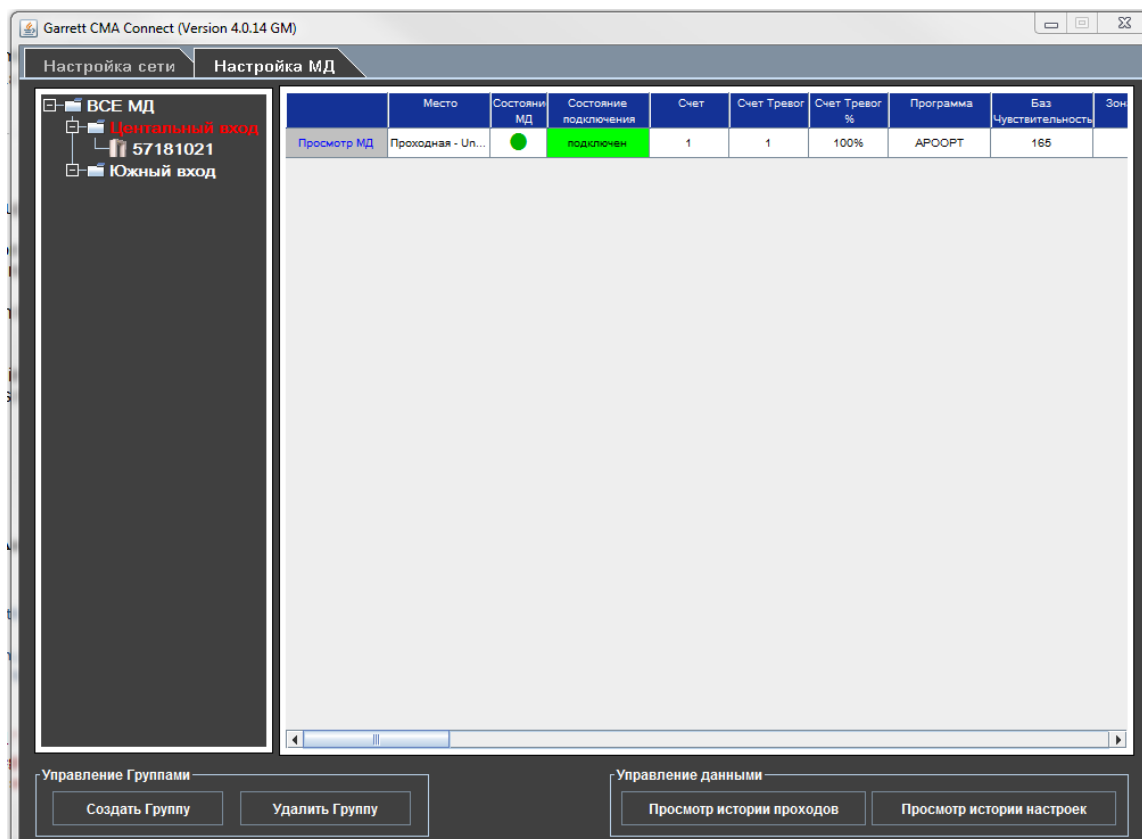 Garrett CMA Connect (Version 4.0.14 GM)
Настройка сети Настройка МД
ВСЕ МД
Центальный вход
57181021
Южный вход
Место Состояни МД Состояние подключения Счет Счет Тревог Счет Тревог % Программа Баз Чувствительность Зон
Просмотр МД Проходная - Un... подключен 1 1 100% АРООРТ 165
Управление Группами
Создать Группу Удалить Группу
Управление данными
Просмотр истории проходов Просмотр истории настроек